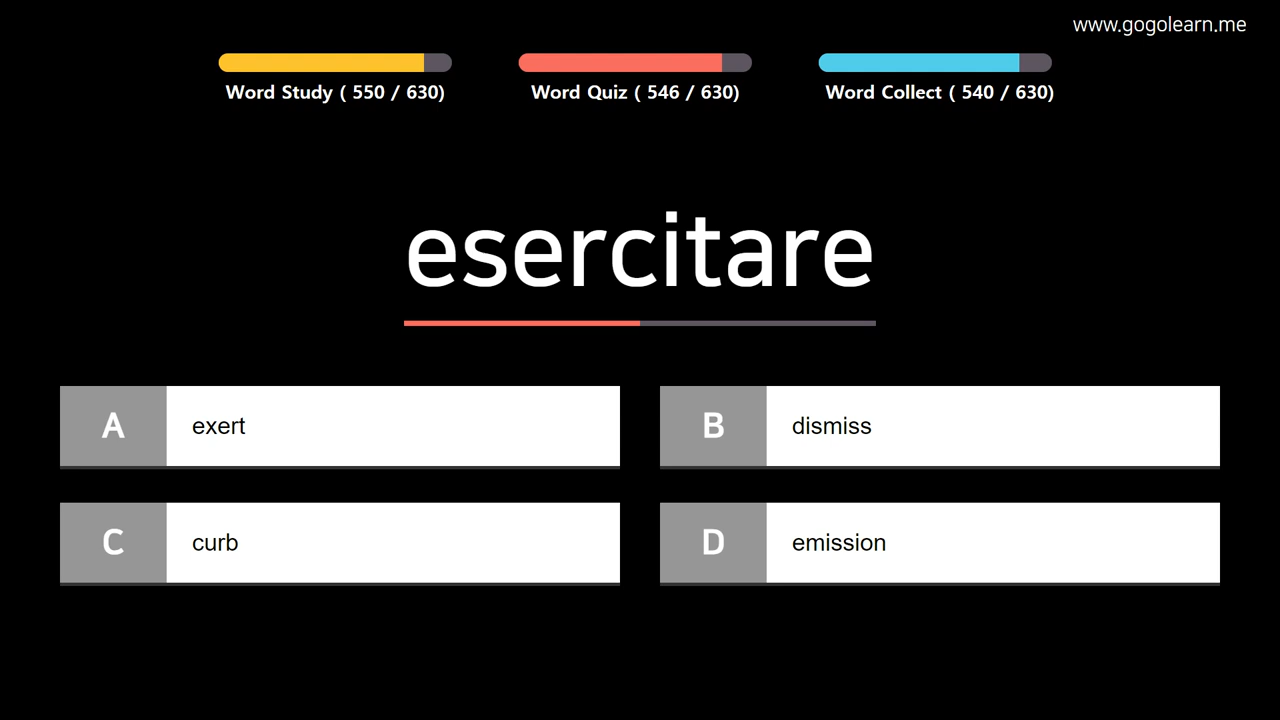 www.gogolearn.me
Word Study ( 550 / 630)
Word Quiz ( 546 / 630)
Word Collect ( 540 / 630)
esercitare
A exert
B dismiss
C curb
D emission